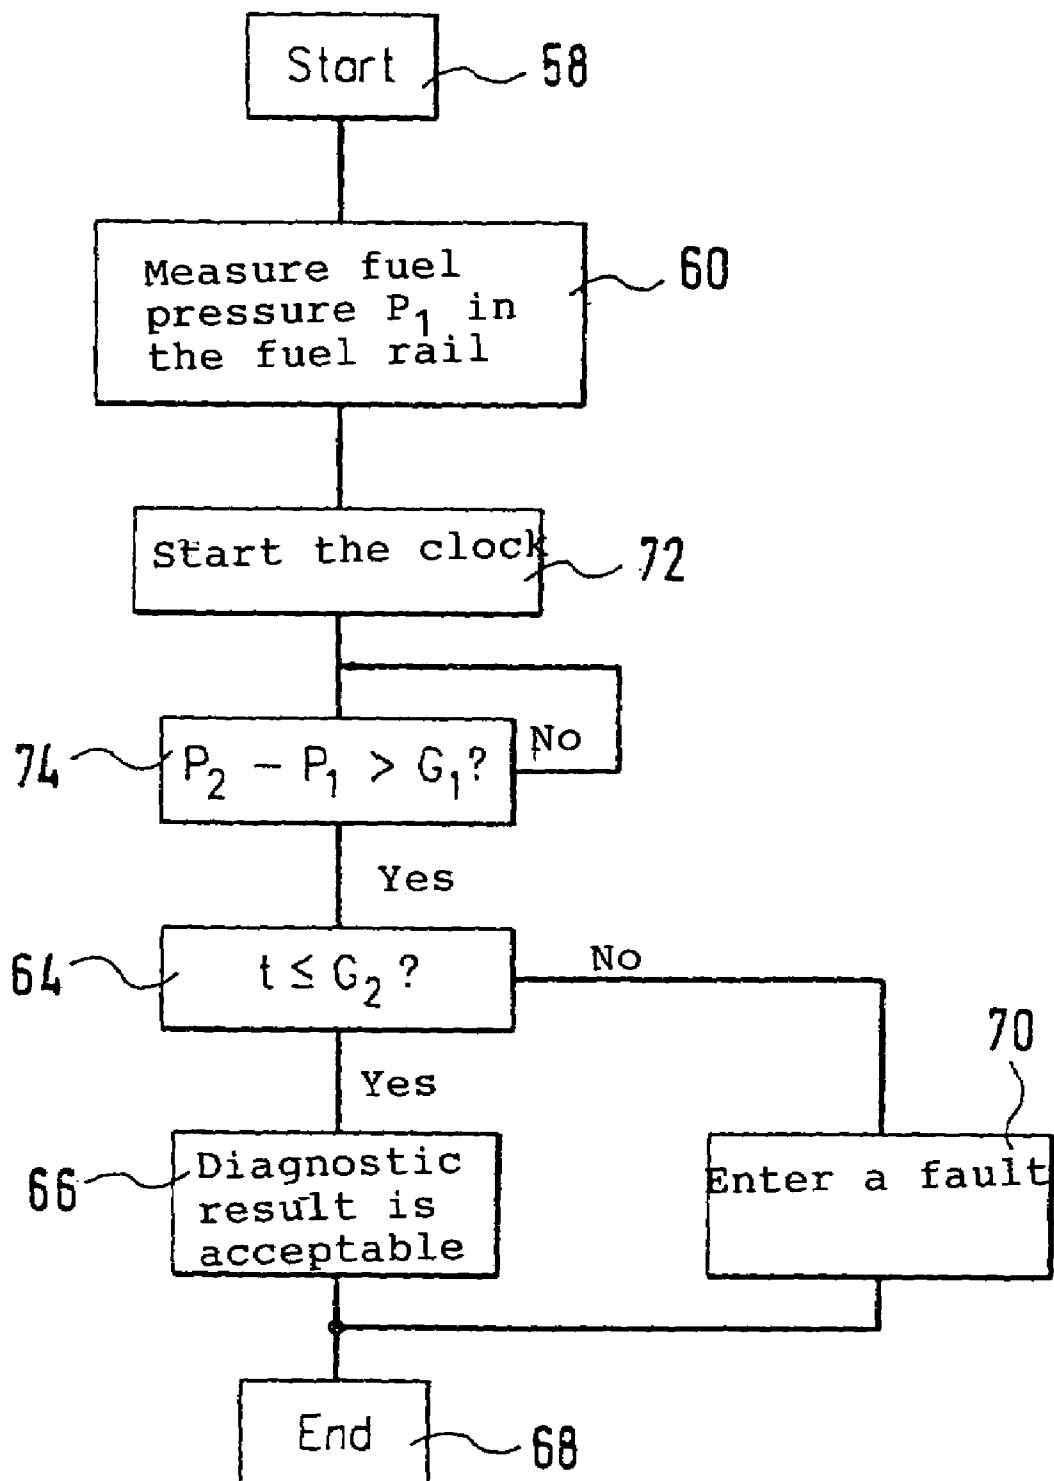 Start
58
Measure fuel
pressure P₁ in
the fuel rail
60
Start the clock
72
74
P₂ – P₁ > G₁?
No
Yes
64
t ≤ G₂ ?
No
Yes
70
66
Diagnostic
result is
acceptable
Enter a fault
End
68